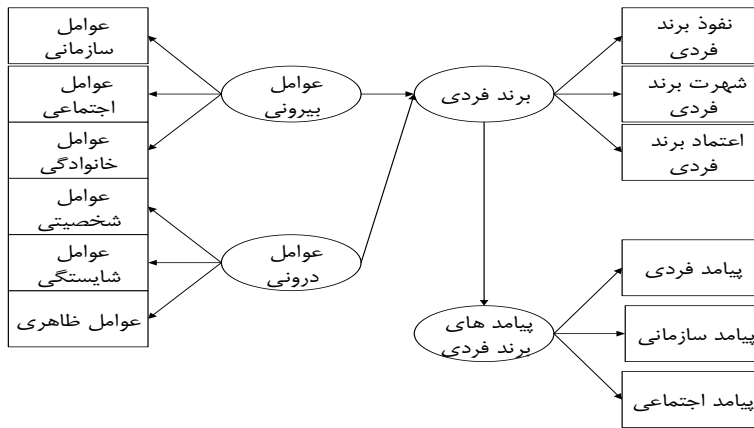 عوامل
سازمانی
عوامل
اجتماعی
عوامل
خانوادگی
عوامل
شخصیتی
عوامل
شایستگی
عوامل ظاهری
عوامل
بیرونی
عوامل
درونی
برند فردی
پیامد های
برند فردی
نفوذ برند
فردی
شهرت برند
فردی
اعتماد برند
فردی
پیامد فردی
پیامد سازمانی
پیامد اجتماعی